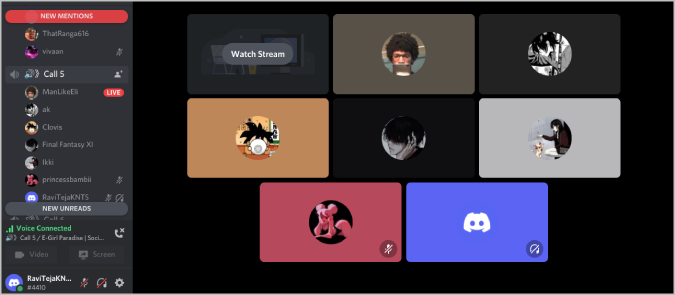 NEW MENTIONS
ThatRanga616
vivaan
Call 5
ManLikeEli
LIVE
ak
Clovis
Final Fantasy XI
Ikki
princessbambii
RaviTejaKNTS
NEW UNREADS
Voice Connected
Call 5 / E-Girl Paradise | Soci...
Video
Screen
RaviTejaKN...
#4410
Watch Stream